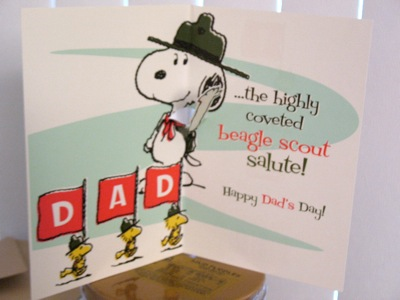 ...the highly
coveted
beagle scout
salute!
Happy Dad's Day!
D A D